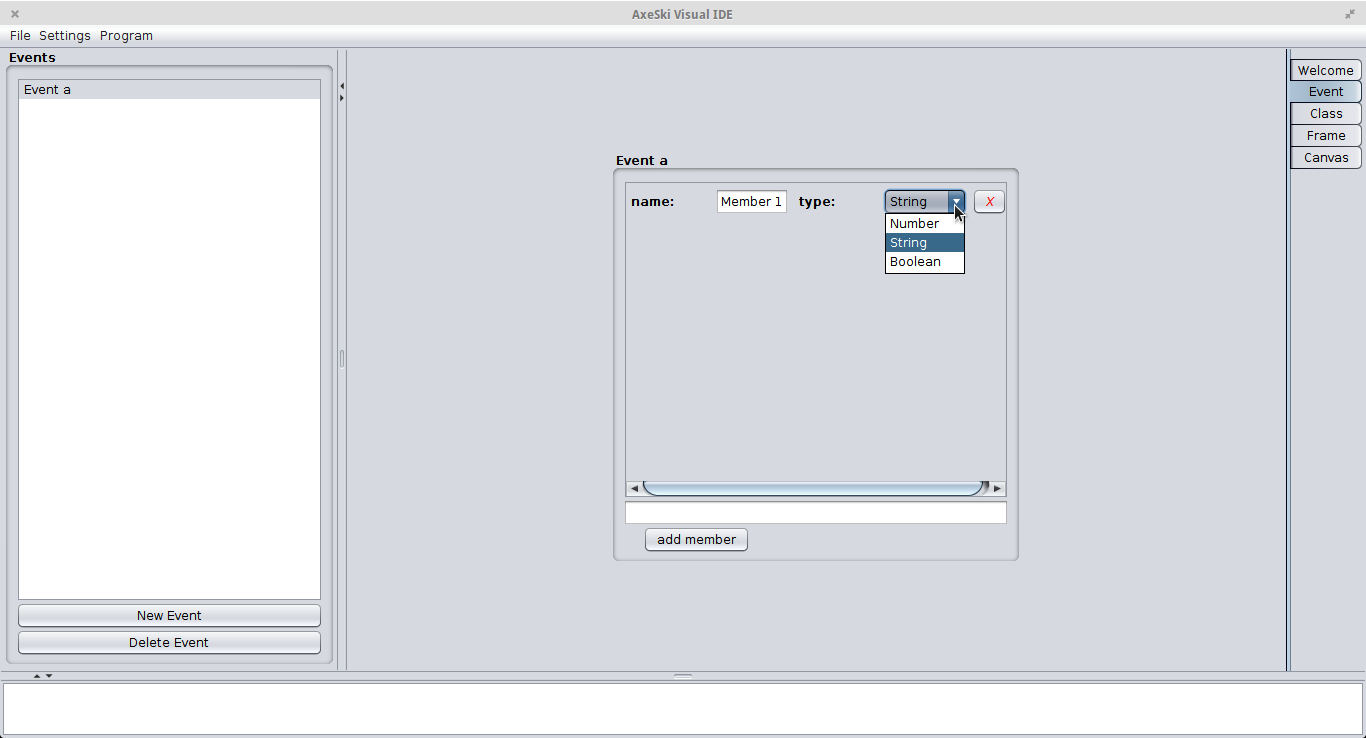 AxeSki Visual IDE
File Settings Program
Events
Event a
New Event
Delete Event
Event a
name: Member 1 type: String X
Number
String
Boolean
add member
Welcome
Event
Class
Frame
Canvas